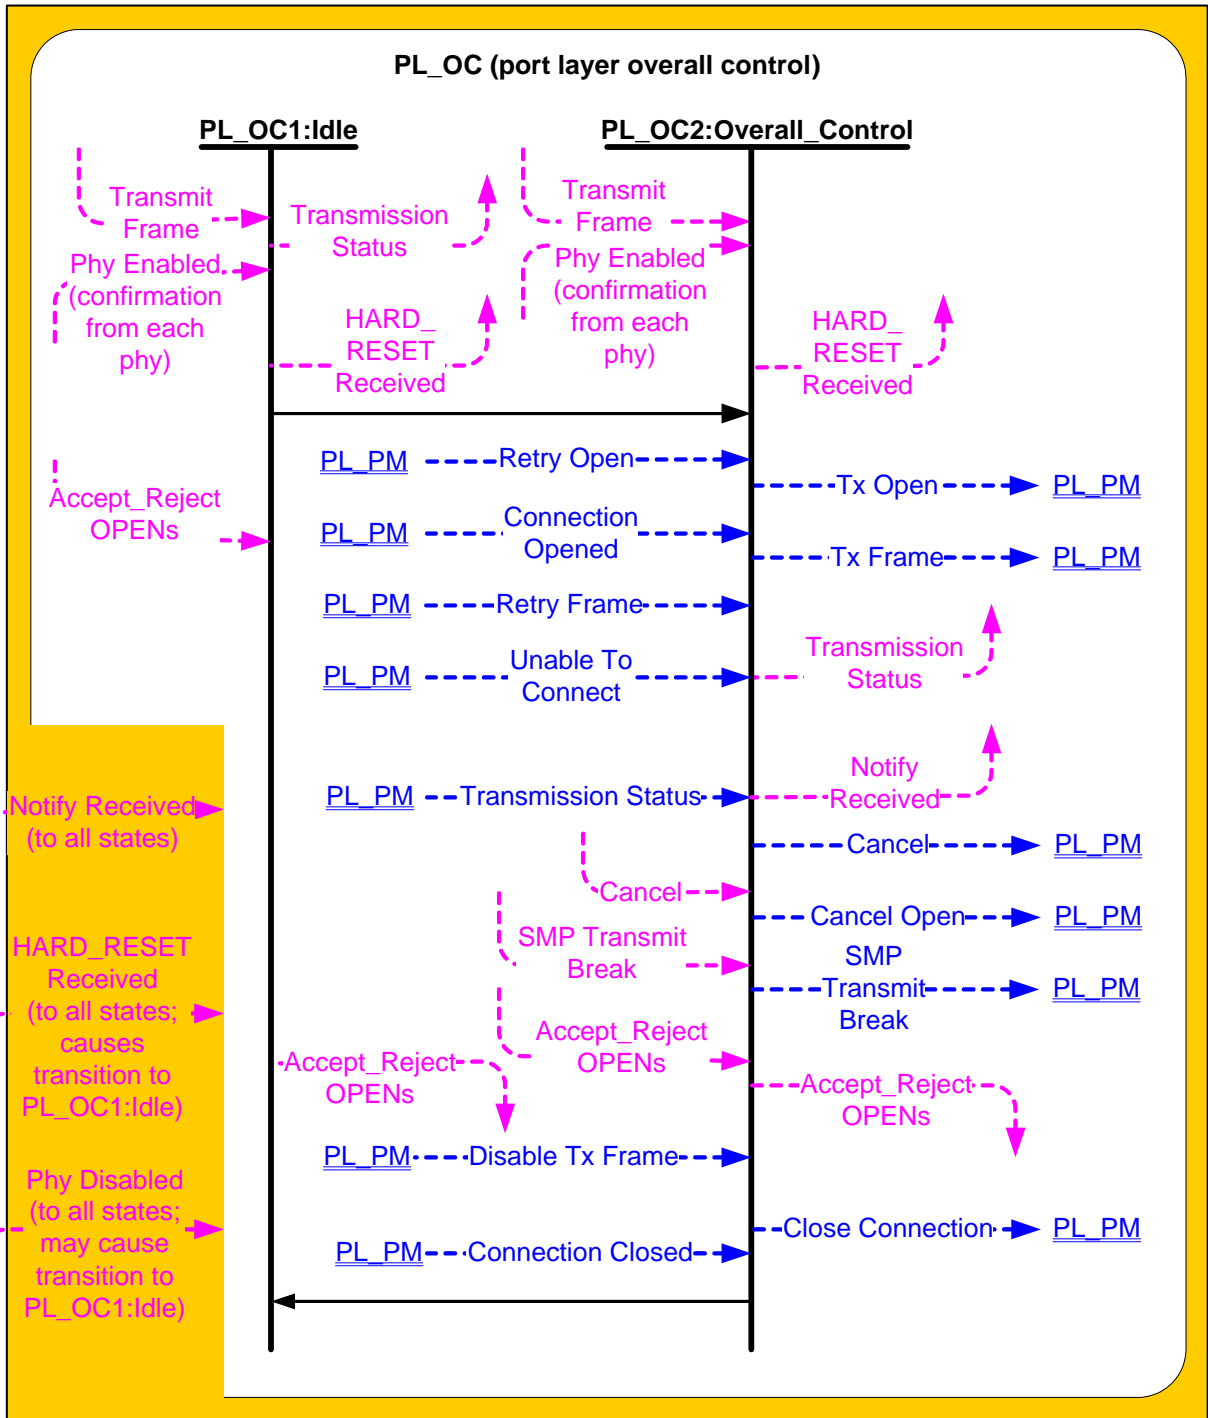 PL_OC (port layer overall control)
PL_OC1:Idle
PL_OC2:Overall_Control
Transmit
Frame
Transmission
Status
Transmit
Frame
Phy Enabled
(confirmation
from each
phy)
HARD_
RESET
Received
Phy Enabled
(confirmation
from each
phy)
HARD_
RESET
Received
PL_PM
Retry Open
Tx Open
PL_PM
Accept_Reject
OPENs
PL_PM
Connection
Opened
Tx Frame
PL_PM
PL_PM
Retry Frame
PL_PM
Unable To
Connect
Transmission
Status
Notify Received
(to all states)
PL_PM
Transmission Status
Notify
Received
Cancel
PL_PM
Cancel
Cancel Open
PL_PM
HARD_RESET
Received
(to all states;
causes
transition to
PL_OC1:Idle)
SMP Transmit
Break
SMP
Transmit
Break
PL_PM
Accept_Reject
OPENs
Accept_Reject
OPENs
Accept_Reject
OPENs
PL_PM
Disable Tx Frame
Phy Disabled
(to all states;
may cause
transition to
PL_OC1:Idle)
Close Connection
PL_PM
PL_PM
Connection Closed